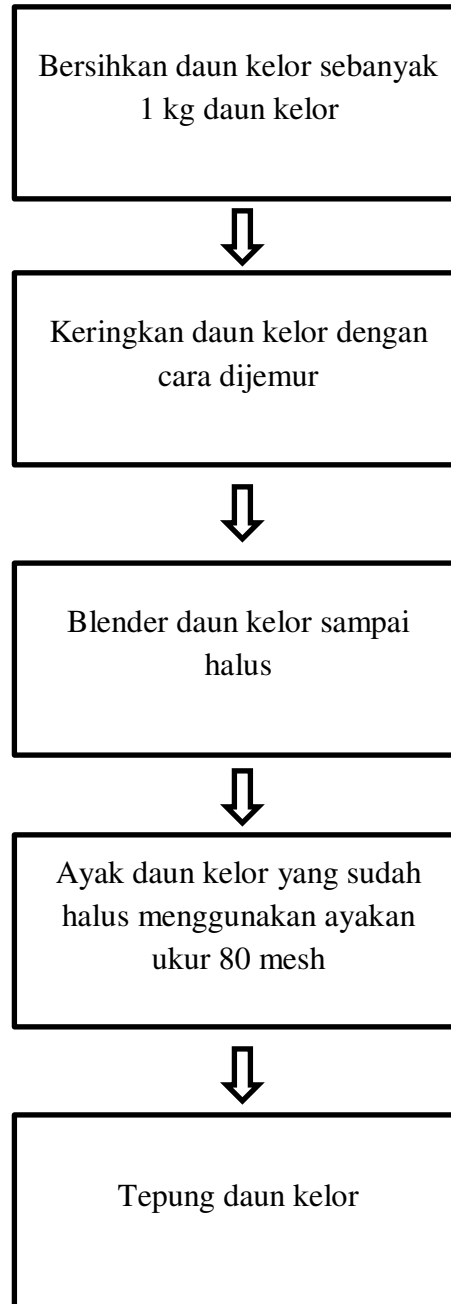 Bersihkan daun kelor sebanyak
1 kg daun kelor
Keringkan daun kelor dengan
cara dijemur
Blender daun kelor sampai
halus
Ayak daun kelor yang sudah
halus menggunakan ayakan
ukur 80 mesh
Tepung daun kelor